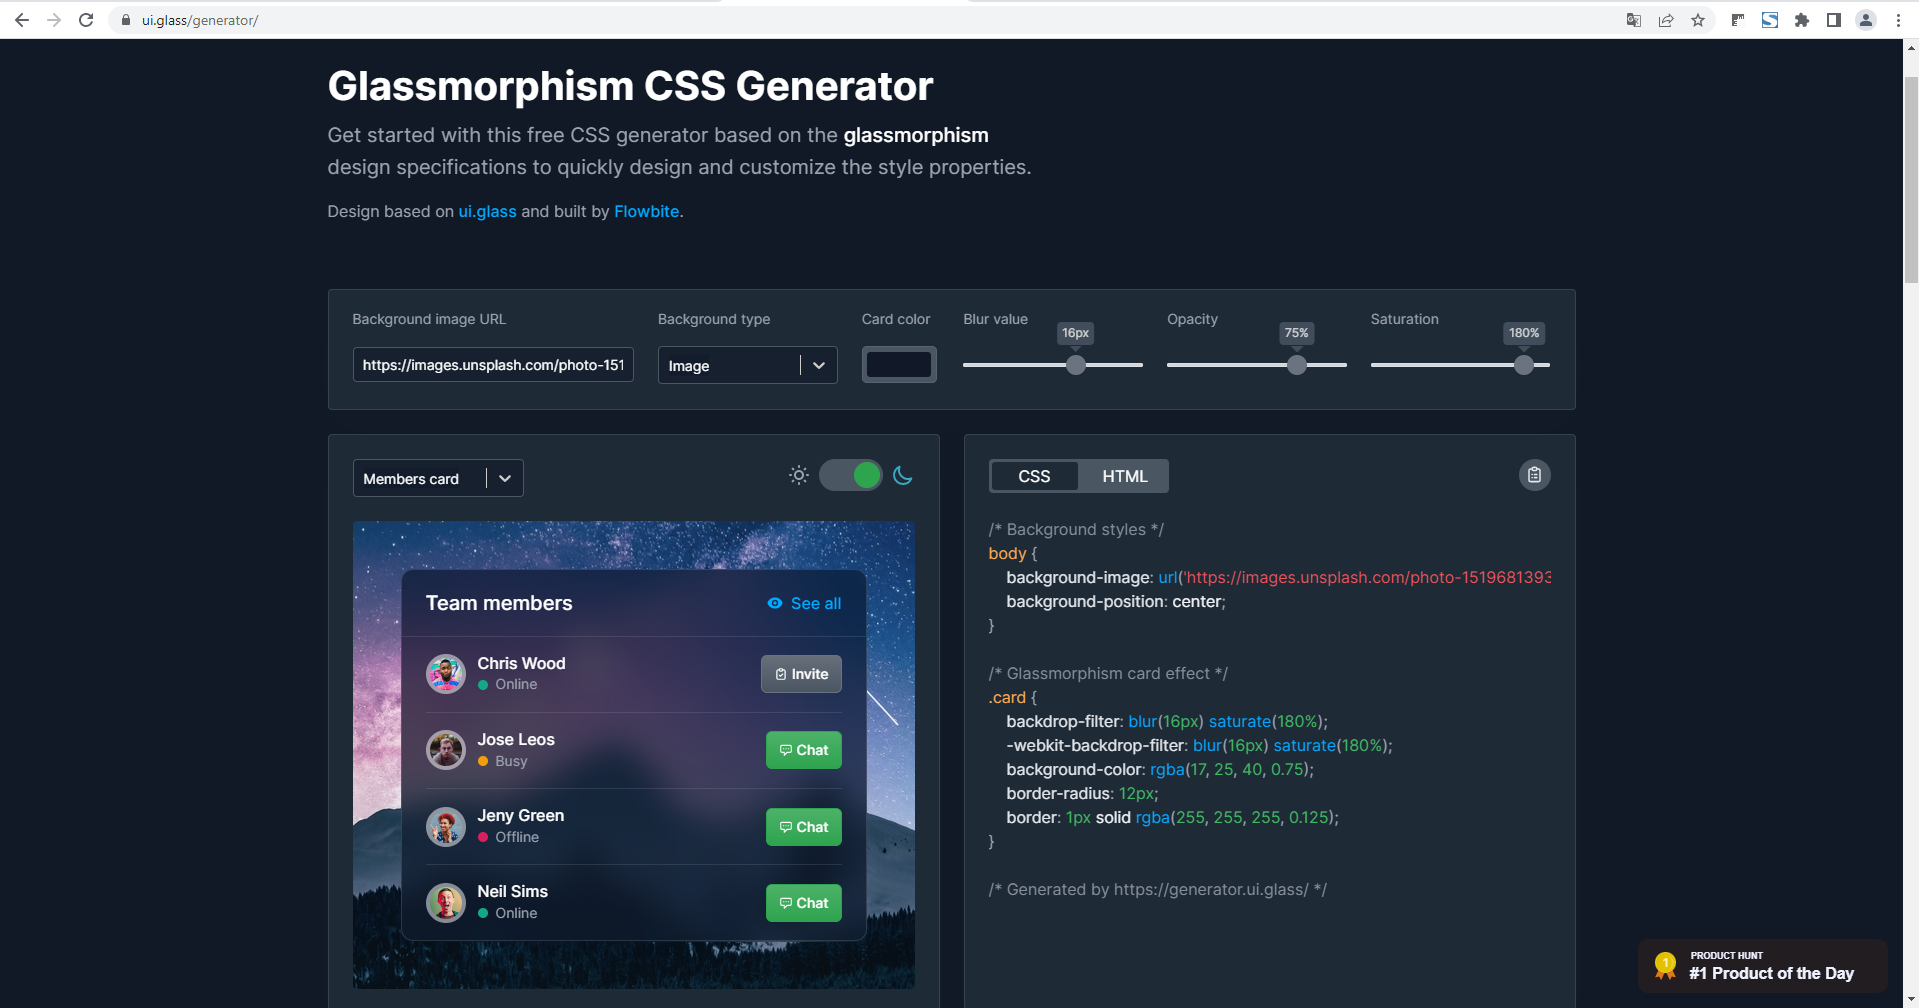 ui.glass/generator/
Glassmorphism CSS Generator
Get started with this free CSS generator based on the glassmorphism
design specifications to quickly design and customize the style properties.
Design based on ui.glass and built by Flowbite.
Background image URL
https://images.unsplash.com/photo-151
Background type
Image
Card color
Blur value
16px
Opacity
75%
Saturation
180%
Members card
Team members
See all
Chris Wood
Online
Invite
Jose Leos
Busy
Chat
Jeny Green
Offline
Chat
Neil Sims
Online
Chat
CSS HTML
/* Background styles */
body {
background-image: url('https://images.unsplash.com/photo-1519681393
background-position: center;
}
/* Glassmorphism card effect */
.card {
backdrop-filter: blur(16px) saturate(180%);
-webkit-backdrop-filter: blur(16px) saturate(180%);
background-color: rgba(17, 25, 40, 0.75);
border-radius: 12px;
border: 1px solid rgba(255, 255, 255, 0.125);
}
/* Generated by https://generator.ui.glass/ */
1
PRODUCT HUNT
#1 Product of the Day